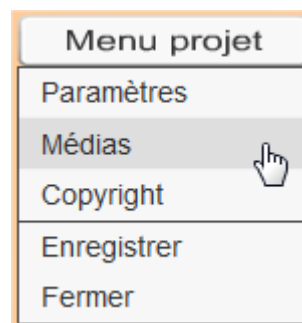 Menu projet
Paramètres
Médias
Copyright
Enregistrer
Fermer